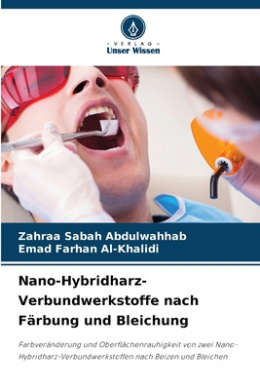 • VERLAG •
Unser Wissen
Zahraa Sabah Abdulwahhab
Emad Farhan Al-Khalidi
Nano-Hybridharz-
Verbundwerkstoffe nach
Färbung und Bleichung
Farbveränderung und Oberflächenrauhigkeit von zwei Nano-
Hybridharz-Verbundwerkstoffen nach Beizen und Bleichen